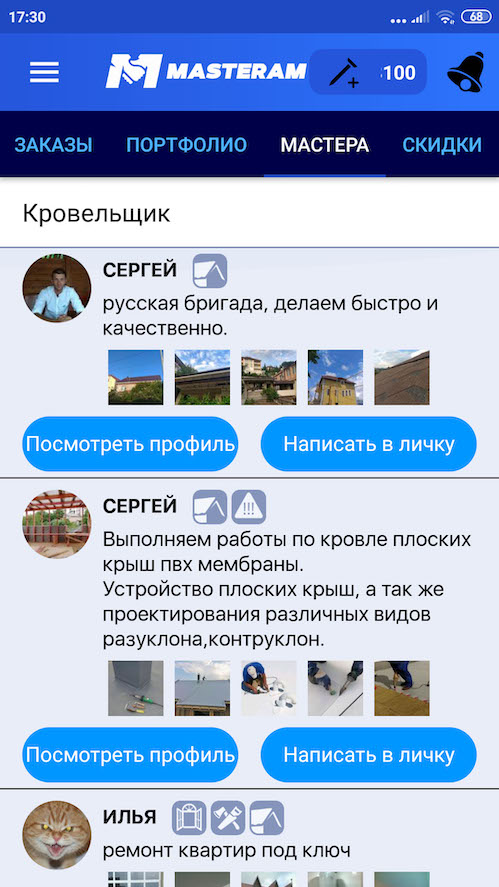 17:30
68
MASTERAM
100
ЗАКАЗЫ
ПОРТФОЛИО
МАСТЕРА
СКИДКИ
Кровельщик
СЕРГЕЙ
русская бригада, делаем быстро и
качественно.
Посмотреть профиль
Написать в личку
СЕРГЕЙ
Выполняем работы по кровле плоских
крыш пвх мембраны.
Устройство плоских крыш, а так же
проектирования различных видов
разуклона,контруклон.
Посмотреть профиль
Написать в личку
ИЛЬЯ
ремонт квартир под ключ